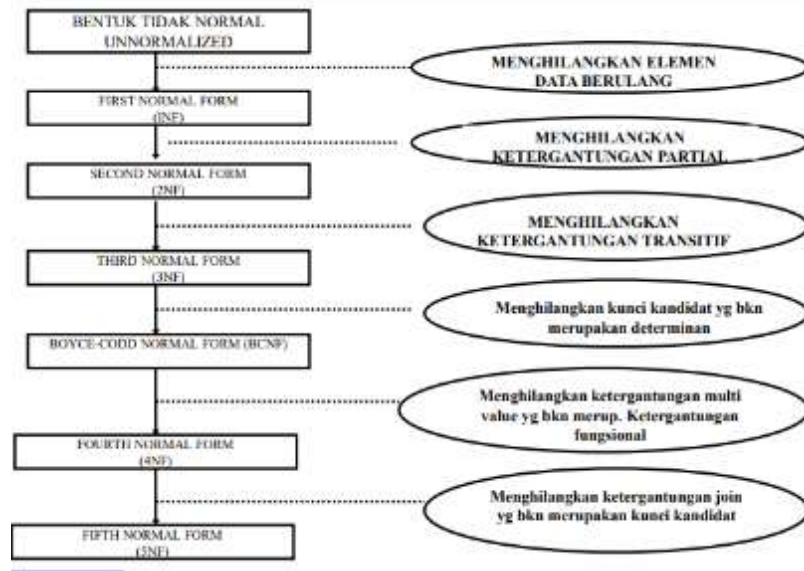 BENTUK TIDAK NORMAL
UNNORMALIZED
MENGHILANGKAN ELEMEN
DATA BERULANG
FIRST NORMAL FORM
(1NF)
MENGHILANGKAN
KETERGANTUNGAN PARTIAL
SECOND NORMAL FORM
(2NF)
MENGHILANGKAN
KETERGANTUNGAN TRANSITIF
THIRD NORMAL FORM
(3NF)
Menghilangkan kunci kandidat yg bkn
merupakan determinan
BOYCE-CODD NORMAL FORM (BCNF)
Menghilangkan ketergantungan multi
value yg bkn merup. Ketergantungan
fungsional
FOURTH NORMAL FORM
(4NF)
Menghilangkan ketergantungan join
yg bkn merupakan kunci kandidat
FIFTH NORMAL FORM
(5NF)